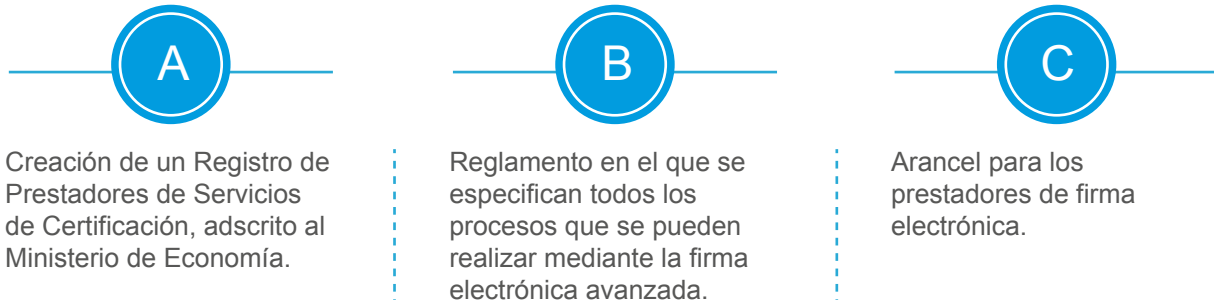 A
Creación de un Registro de
Prestadores de Servicios
de Certificación, adscrito al
Ministerio de Economía.
B
Reglamento en el que se
especifican todos los
procesos que se pueden
realizar mediante la firma
electrónica avanzada.
C
Arancel para los
prestadores de firma
electrónica.